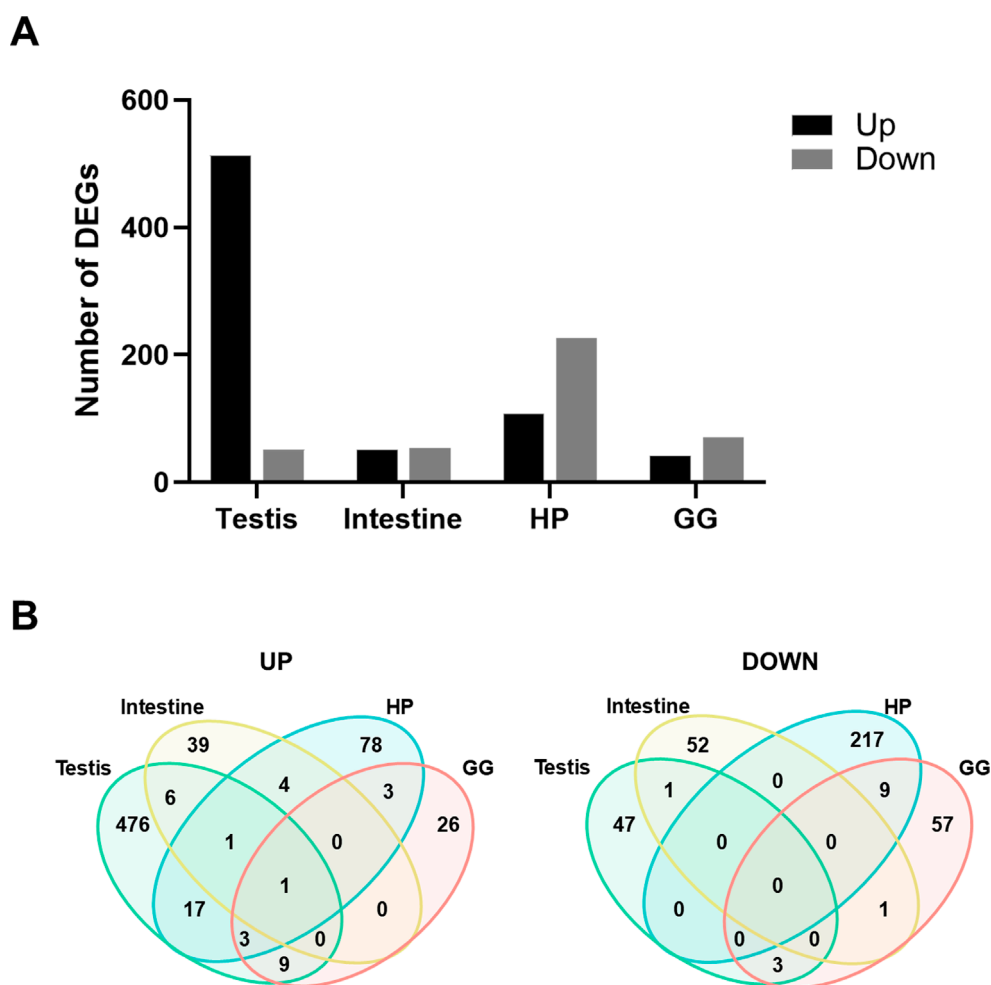 A
600
400
200
0
Number of DEGs
Up
Down
Testis Intestine HP GG
B
UP DOWN
Intestine HP Intestine HP
39 78 52 217
Testis GG Testis GG
6 4 3 1 0 9
476 26 47 57
1 0 0 0
1 0
17 0 0 1
3 0 0 0
9 3